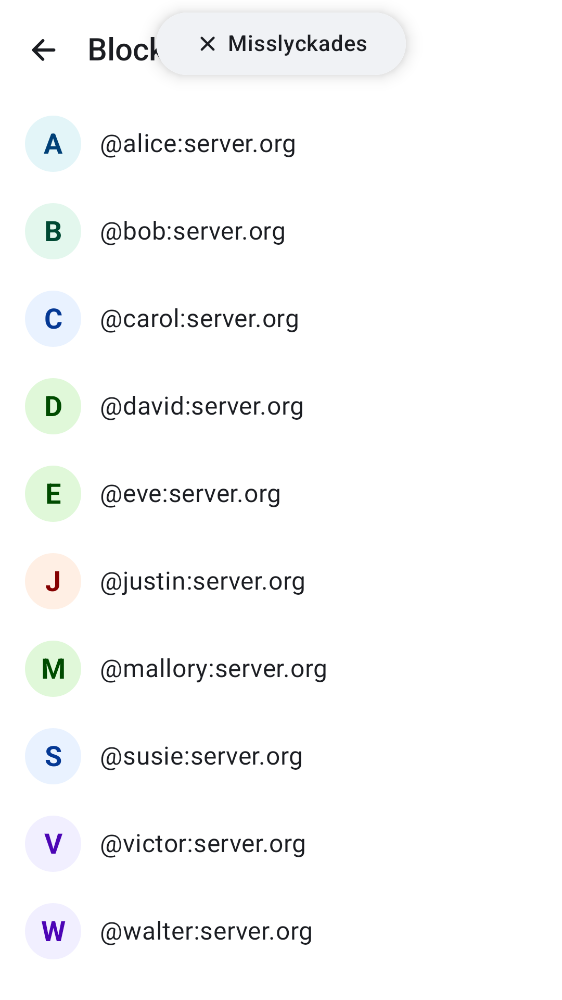 Block
Misslyckades
A @alice:server.org
B @bob:server.org
C @carol:server.org
D @david:server.org
E @eve:server.org
J @justin:server.org
M @mallory:server.org
S @susie:server.org
V @victor:server.org
W @walter:server.org